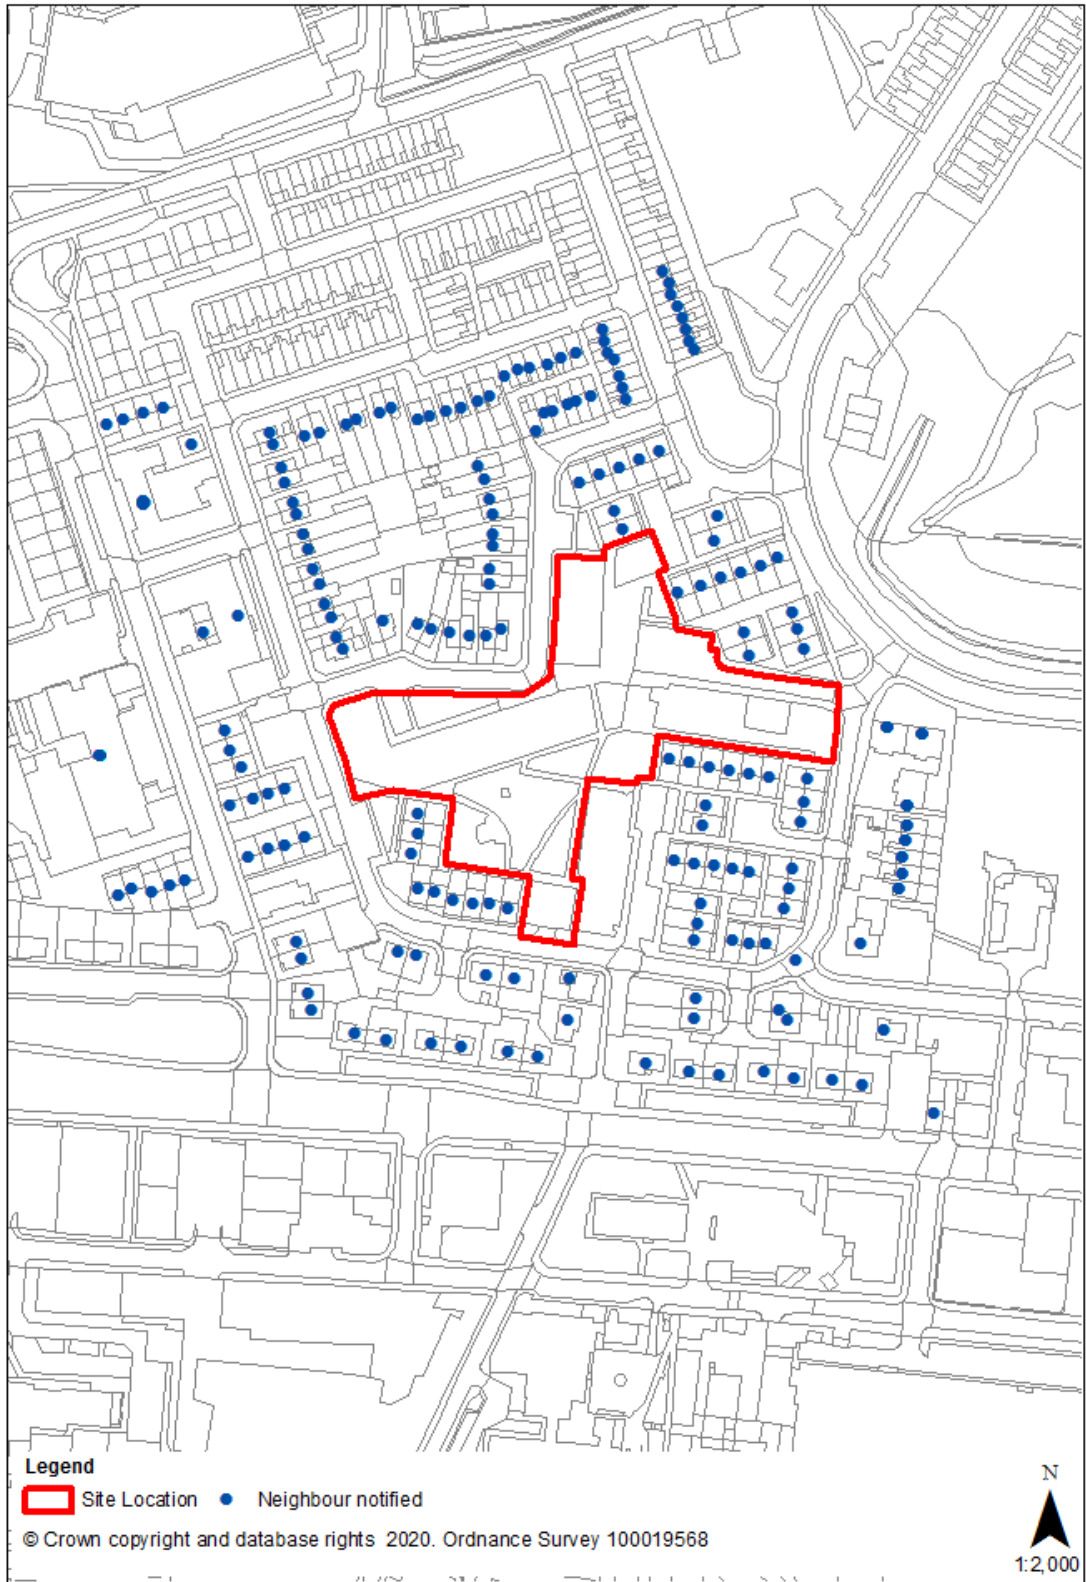 Legend
Site Location
Neighbour notified
© Crown copyright and database rights 2020. Ordnance Survey 100019568
N
1:2,000